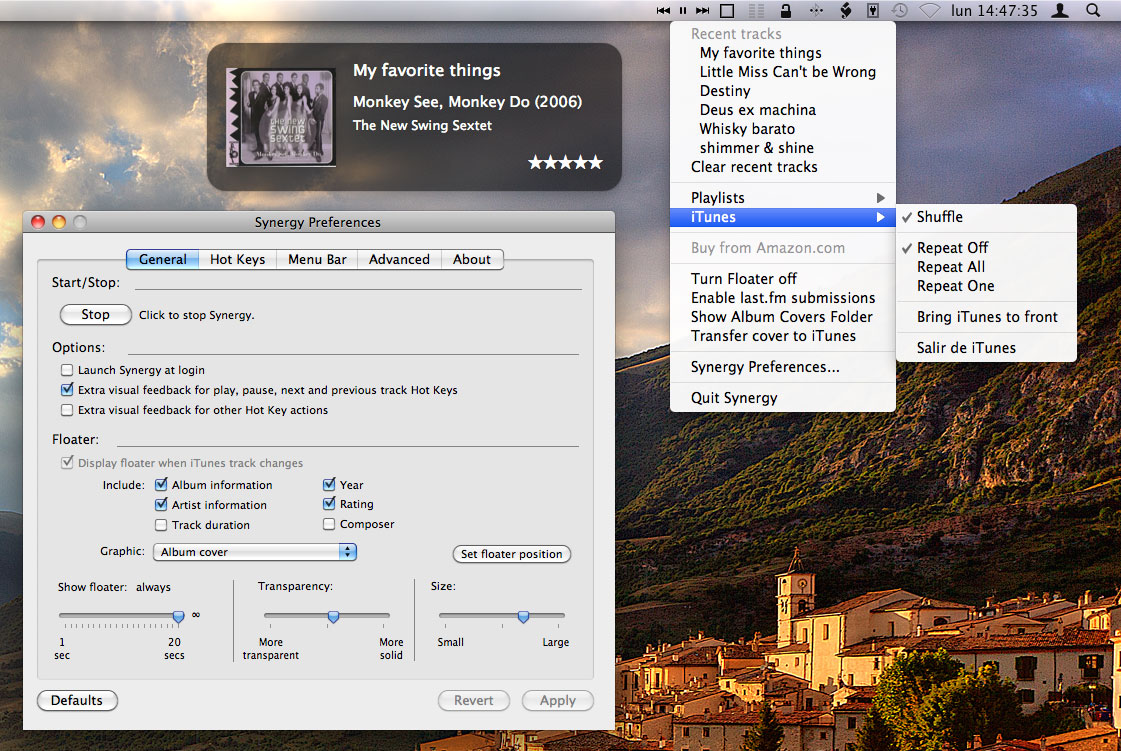 lun 14:47:35
My favorite things
Monkey See, Monkey Do (2006)
The New Swing Sextet
★★★★★
the new
swing
sextet
Monkey See, Monkey Do
Recent tracks
My favorite things
Little Miss Can't be Wrong
Destiny
Deus ex machina
Whisky barato
shimmer & shine
Clear recent tracks
Playlists
iTunes
Buy from Amazon.com
Turn Floater off
Enable last.fm submissions
Show Album Covers Folder
Transfer cover to iTunes
Synergy Preferences...
Quit Synergy
Shuffle
Repeat Off
Repeat All
Repeat One
Bring iTunes to front
Salir de iTunes
Synergy Preferences
General Hot Keys Menu Bar Advanced About
Start/Stop:
Stop Click to stop Synergy.
Options:
Launch Synergy at login
Extra visual feedback for play, pause, next and previous track Hot Keys
Extra visual feedback for other Hot Key actions
Floater:
Display floater when iTunes track changes
Include: Album information Year
Artist information Rating
Track duration Composer
Graphic: Album cover Set floater position
Show floater: always Transparency: Size:
∞
1 20 More More Small Large
sec secs transparent solid
Defaults Revert Apply